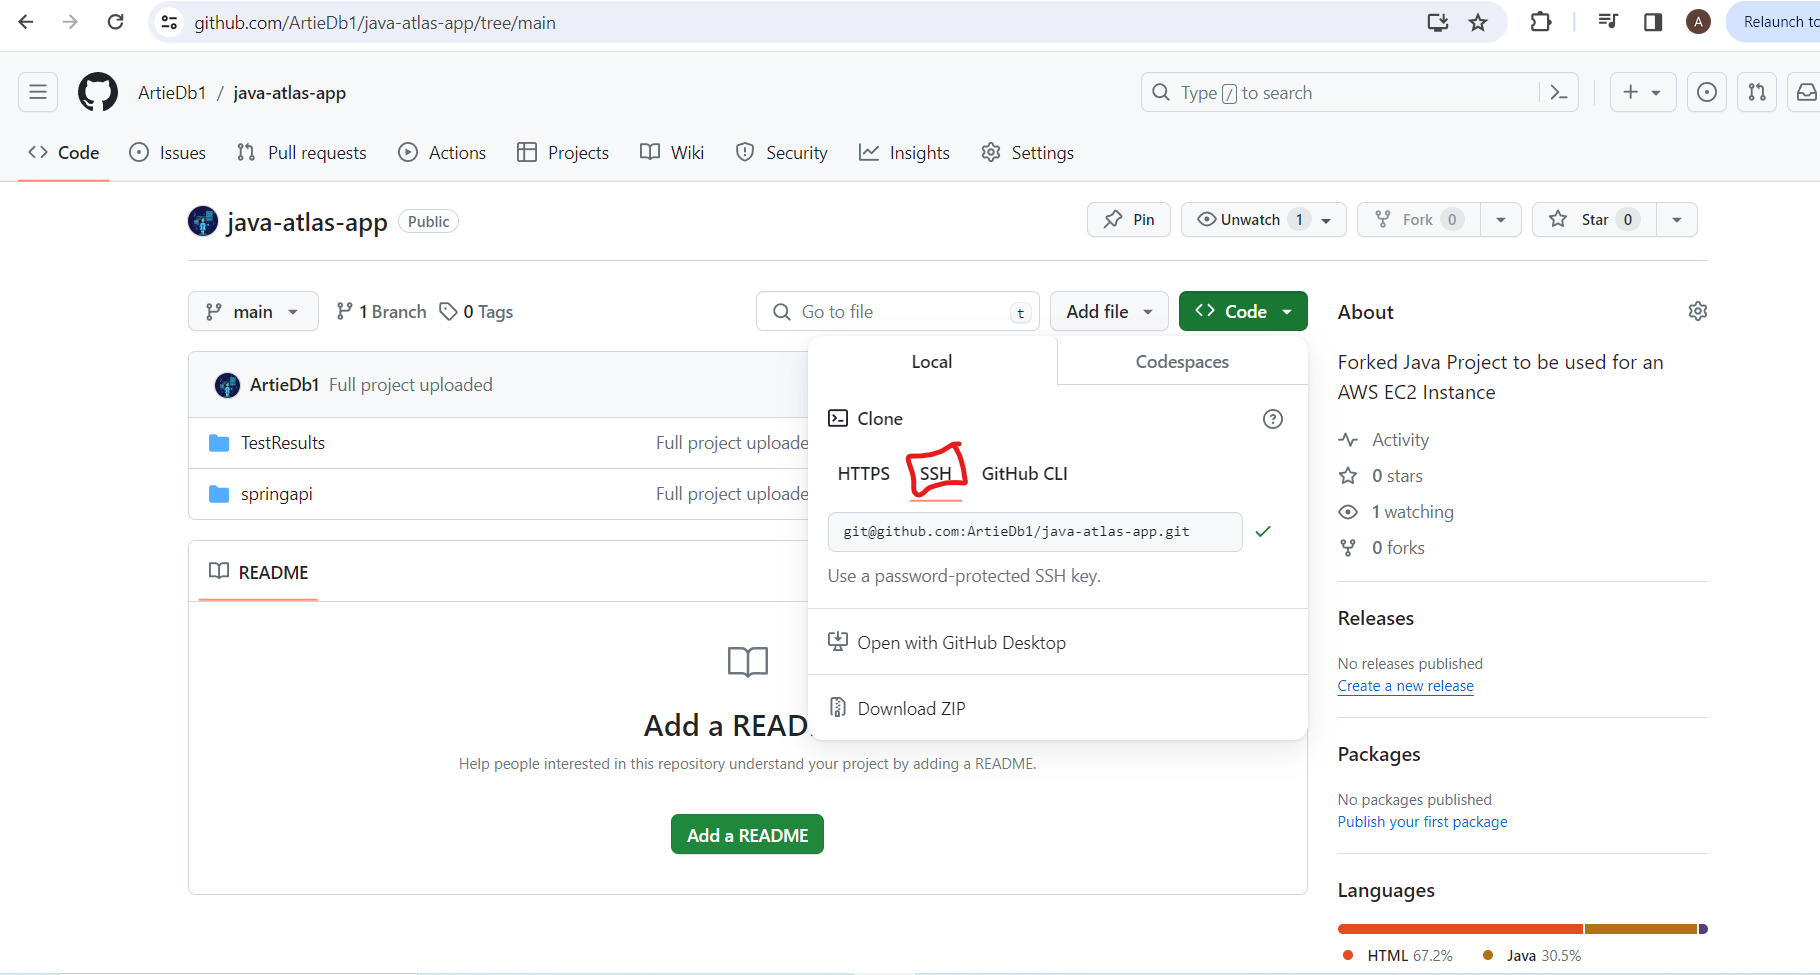 github.com/ArtieDb1/java-atlas-app/tree/main
A
Relaunch to
ArtieDb1 / java-atlas-app
Type / to search
Code
Issues
Pull requests
Actions
Projects
Wiki
Security
Insights
Settings
java-atlas-app Public
Pin
Unwatch 1
Fork 0
Star 0
main
1 Branch
0 Tags
Go to file t
Add file
<> Code
ArtieDb1 Full project uploaded
TestResults Full project uploade
springapi Full project uploade
README
Add a READ
Help people interested in this repository understand your project by adding a README.
Add a README
Local
Codespaces
Clone
HTTPS
SSH
GitHub CLI
git@github.com:ArtieDb1/java-atlas-app.git
Use a password-protected SSH key.
Open with GitHub Desktop
Download ZIP
About
Forked Java Project to be used for an
AWS EC2 Instance
Activity
0 stars
1 watching
0 forks
Releases
No releases published
Create a new release
Packages
No packages published
Publish your first package
Languages
HTML 67.2%
Java 30.5%